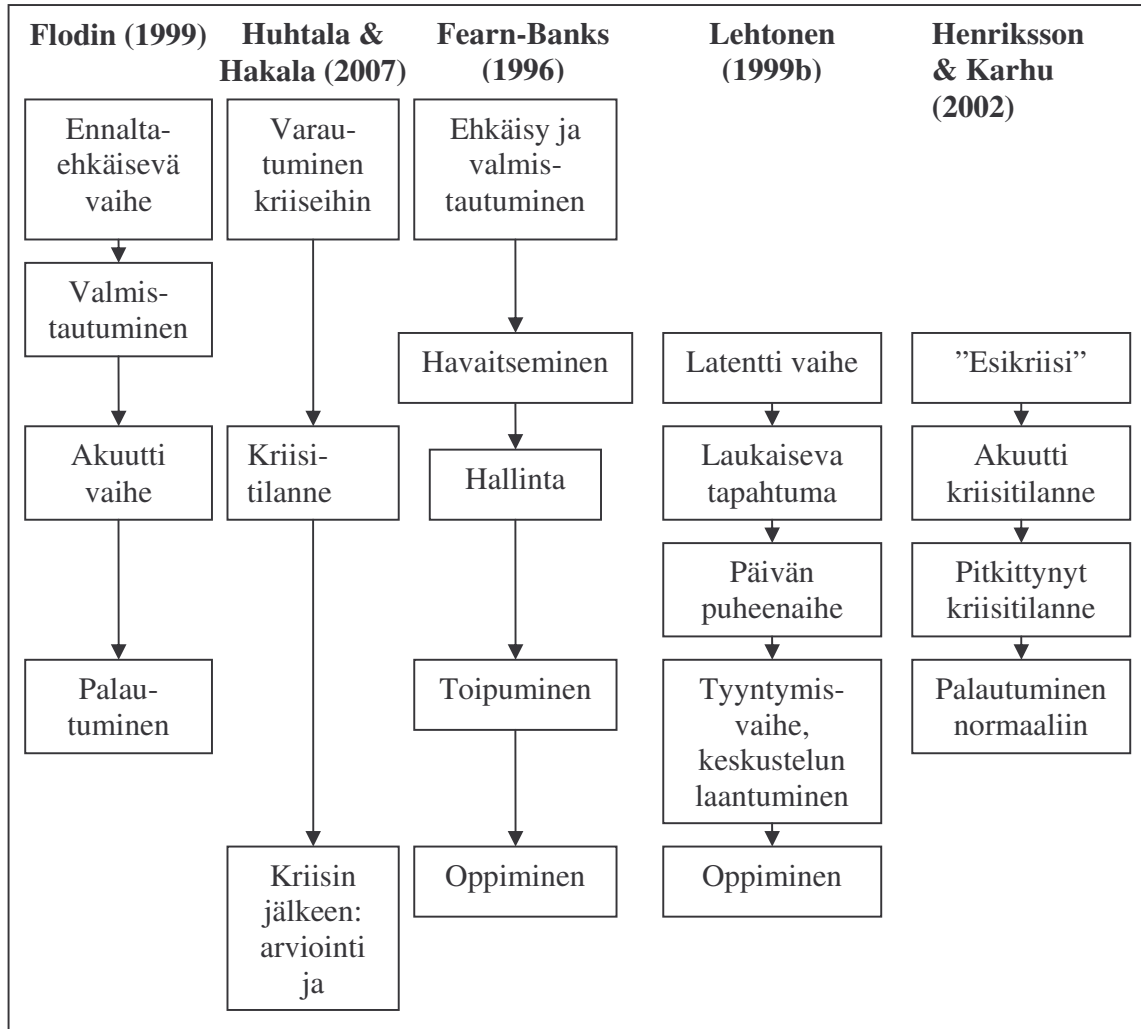 Flodin (1999)
Huhtala &
Hakala (2007)
Fearn-Banks
(1996)
Lehtonen
(1999b)
Henriksson
& Karhu
(2002)
Ennalta-
ehkäisevä
vaihe
Valmis-
tautuminen
Akuutti
vaihe
Palau-
tuminen
Varau-
tuminen
kriiseihin
Kriisi-
tilanne
Kriisin
jälkeen:
arviointi
ja
Ehkäisy ja
valmis-
tautuminen
Havaitseminen
Hallinta
Toipuminen
Oppiminen
Latentti vaihe
Laukaiseva
tapahtuma
Päivän
puheenaihe
Tyyntymis-
vaihe,
keskustelun
laantuminen
Oppiminen
”Esikriisi”
Akuutti
kriisitilanne
Pitkittynyt
kriisitilanne
Palautuminen
normaaliin